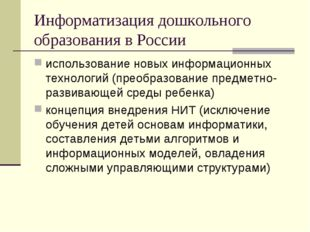 Информатизация дошкольного
образования в России
использование новых информационных
технологий (преобразование предметно-
развивающей среды ребенка)
концепция внедрения НИТ (исключение
обучения детей основам информатики,
составления детьми алгоритмов и
информационных моделей, овладения
сложными управляющими структурами)